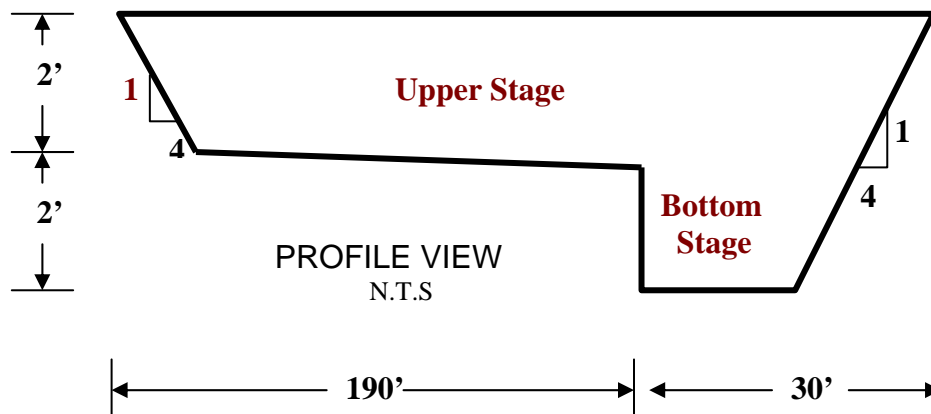 2’
1
Upper Stage
1
4
4
2’
Bottom
Stage
PROFILE VIEW
N.T.S
190’
30’